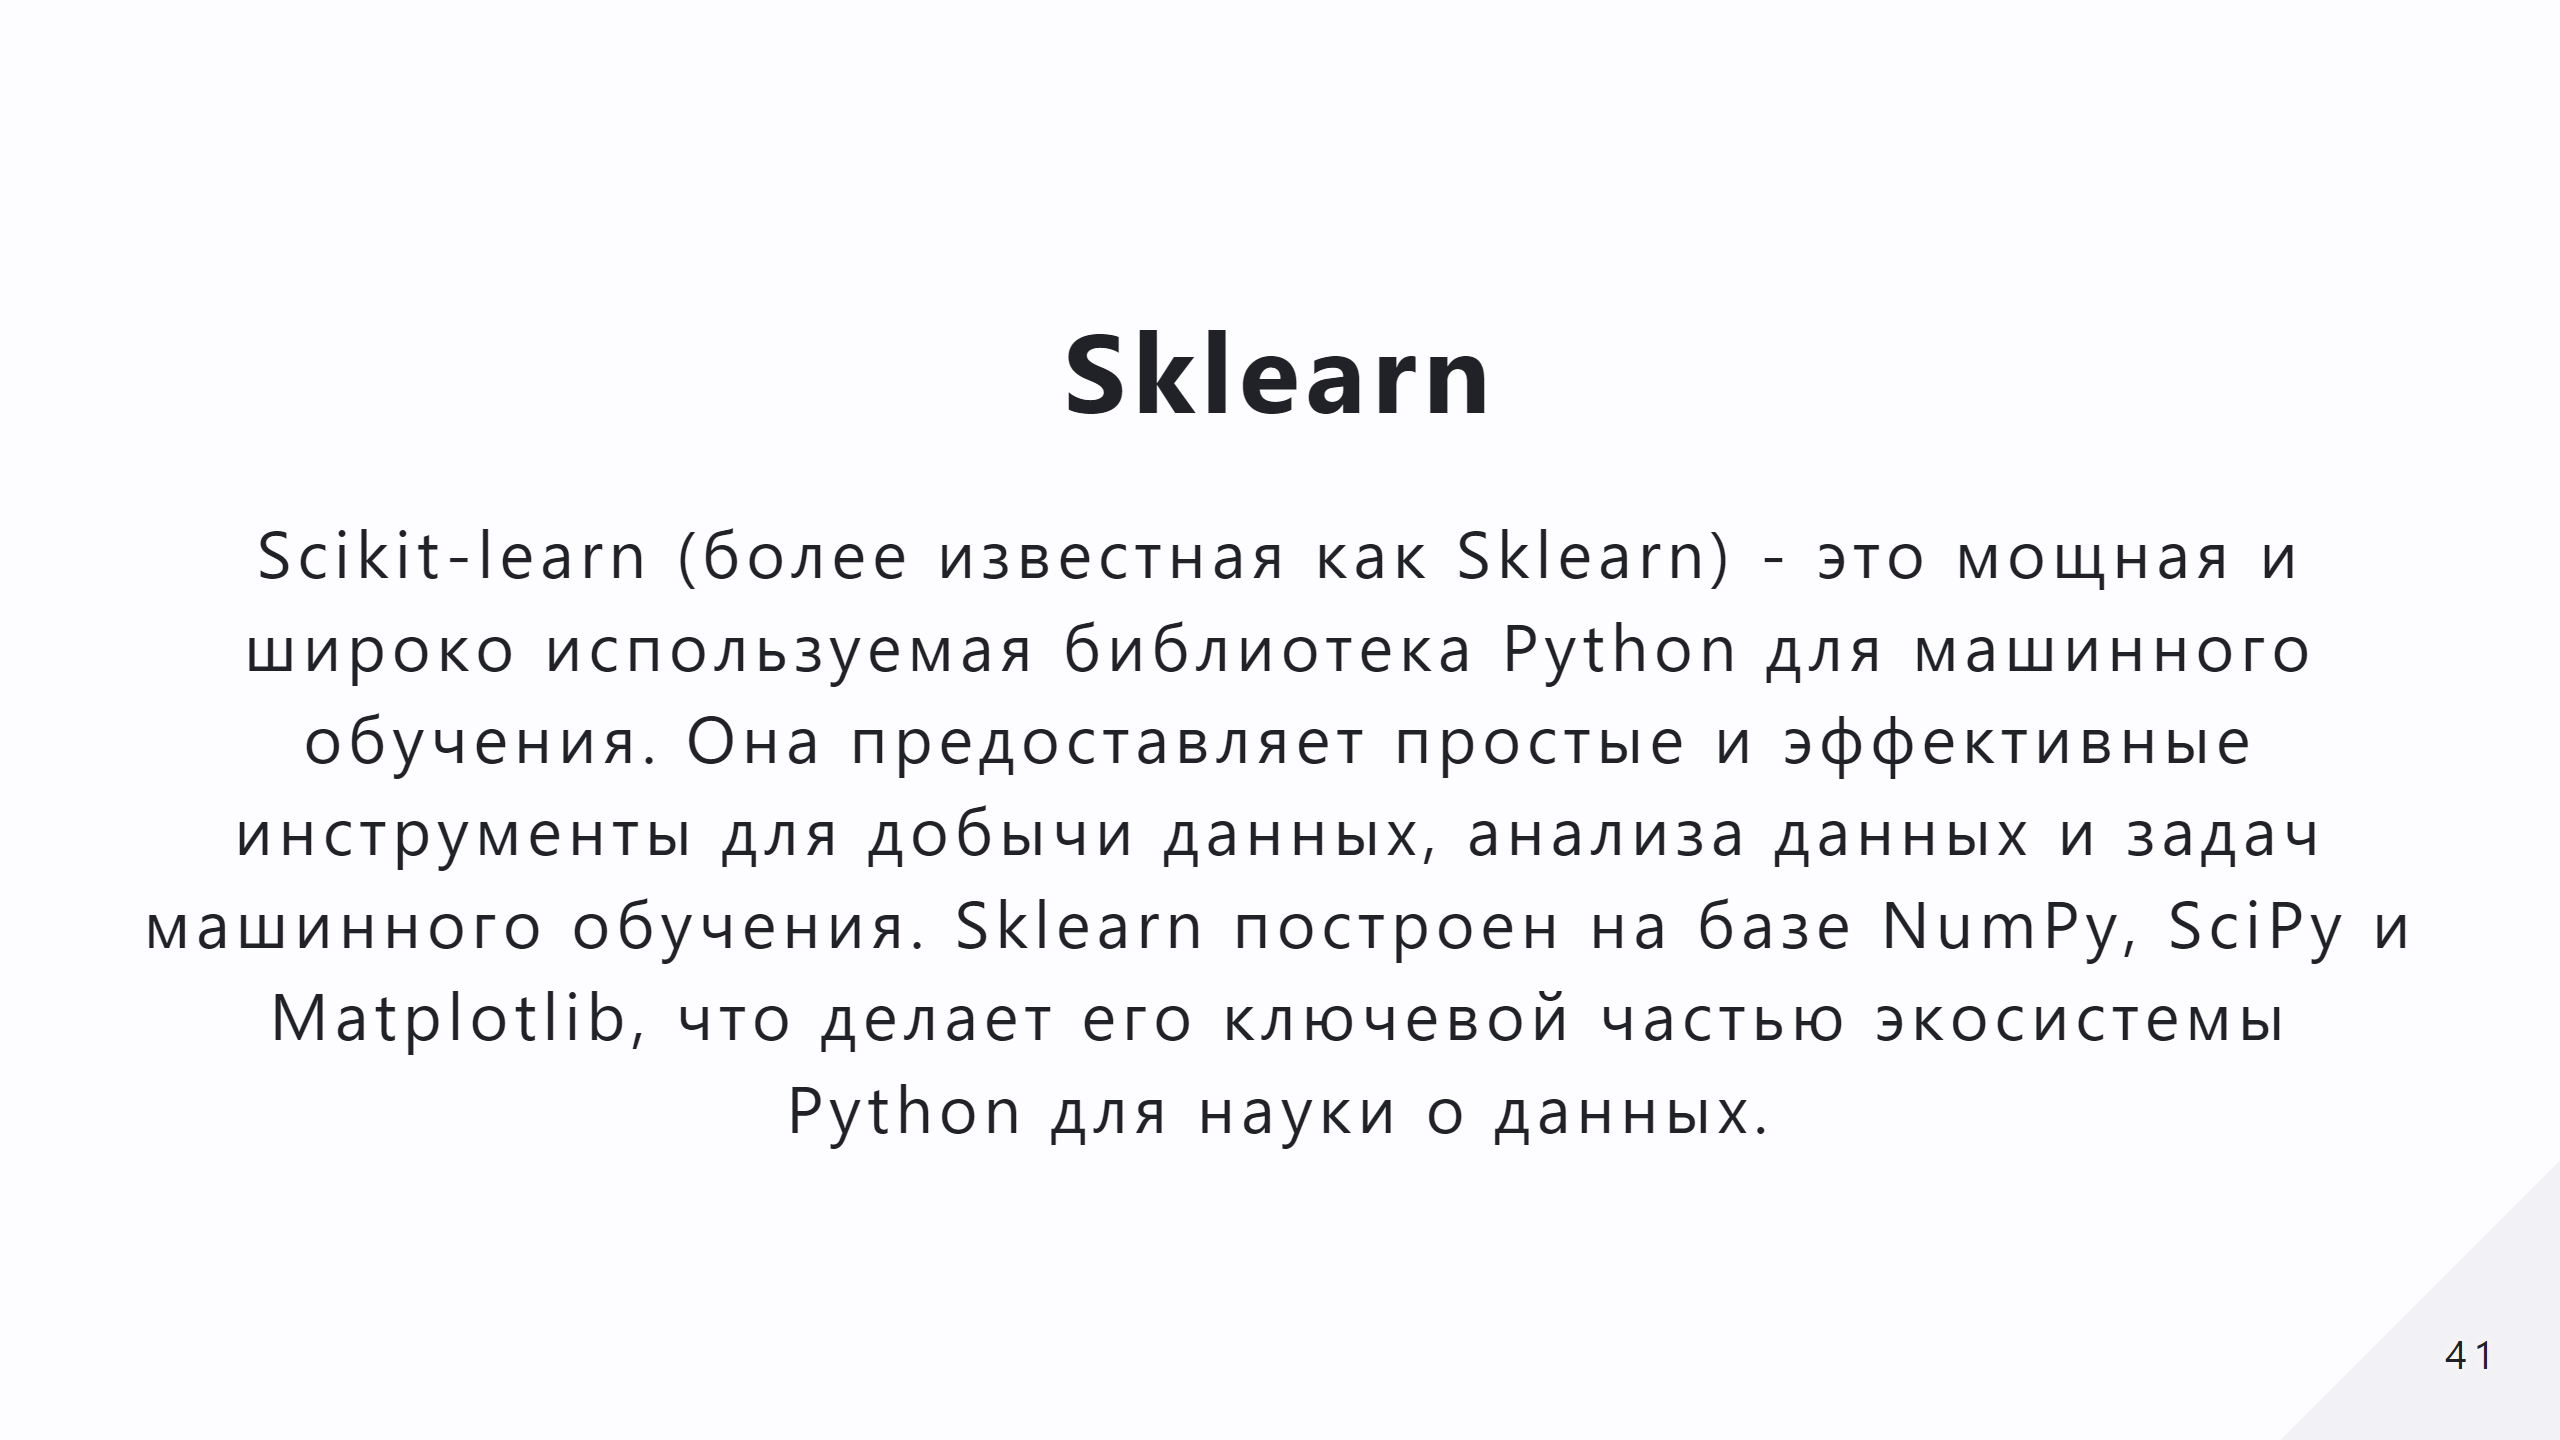 Sklearn
Scikit-learn (более известная как Sklearn) - это мощная и
широко используемая библиотека Python для машинного
обучения. Она предоставляет простые и эффективные
инструменты для добычи данных, анализа данных и задач
машинного обучения. Sklearn построен на базе NumPy, SciPy и
Matplotlib, что делает его ключевой частью экосистемы
Python для науки о данных.
41